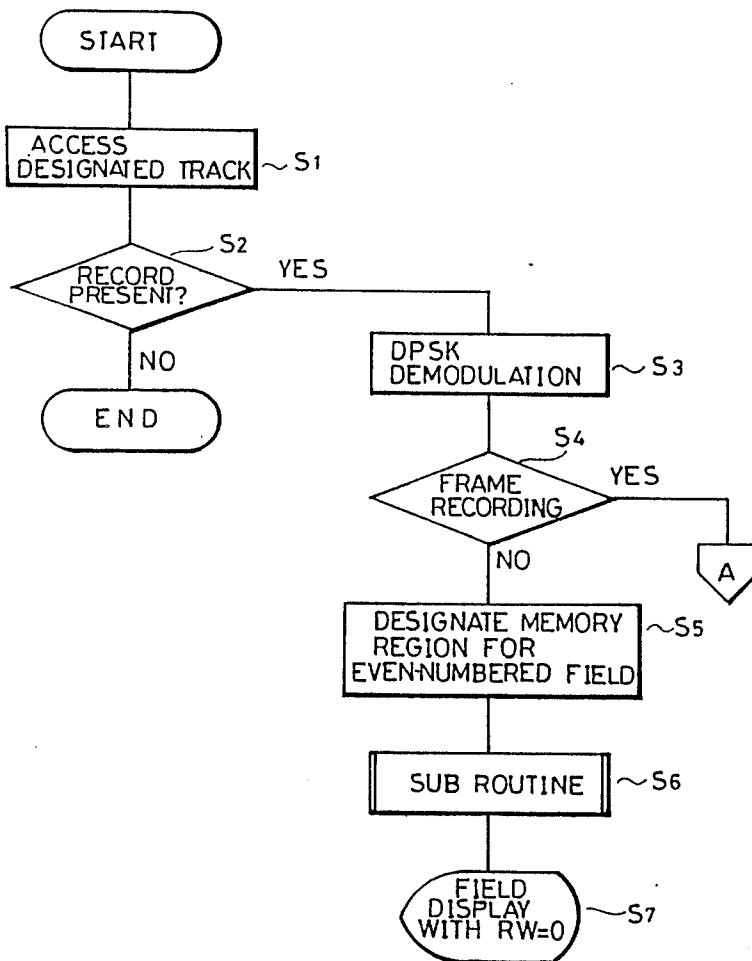 START
ACCESS
DESIGNATED TRACK
S1
S2
RECORD
PRESENT?
YES
NO
END
DPSK
DEMODULATION
S3
S4
FRAME
RECORDING
YES
A
NO
DESIGNATE MEMORY
REGION FOR
EVEN-NUMBERED FIELD
S5
SUB ROUTINE
S6
FIELD
DISPLAY
WITH RW=0
S7